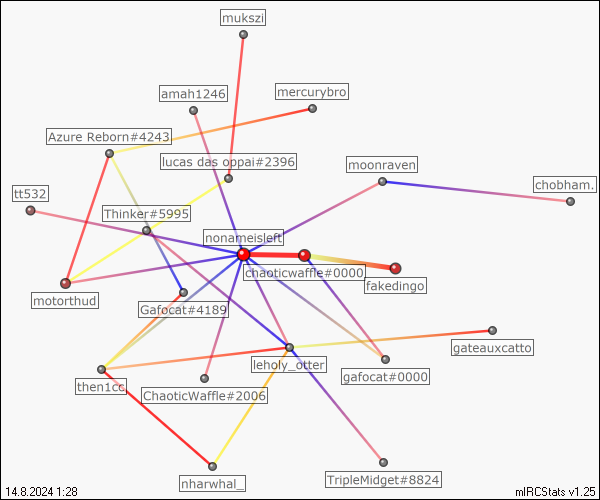 mukszi
amah1246
mercurybro
Azure Reborn#4243
lucas das oppai#2396
moonraven
tt532
chobham.
Thinker#5995
nonameisleft
chaoticwaffle#0000
fakedingo
motorthud
Gafocat#4189
gateauxcatto
leholy_otter
gafocat#0000
then1cc
ChaoticWaffle#2006
nharwhal_
TripleMidget#8824
14.8.2024 1:28
mIRCStats v1.25